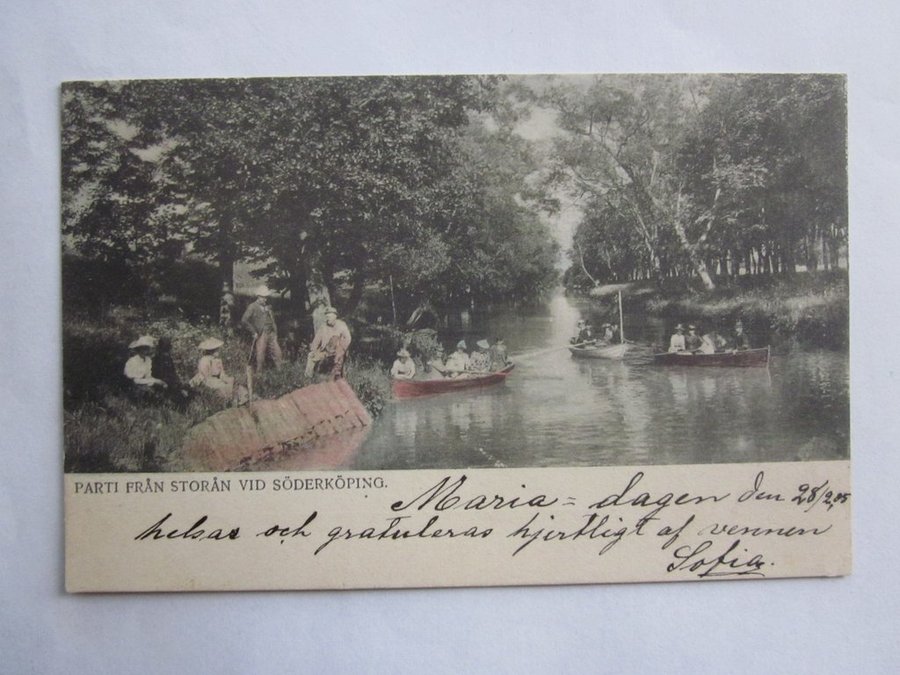 PARTI FRÅN STORÅN VID SÖDERKÖPING.
Maria=dagen den 28/2,05
helsas och gratuleras hjertligt af vennen
Sofia.